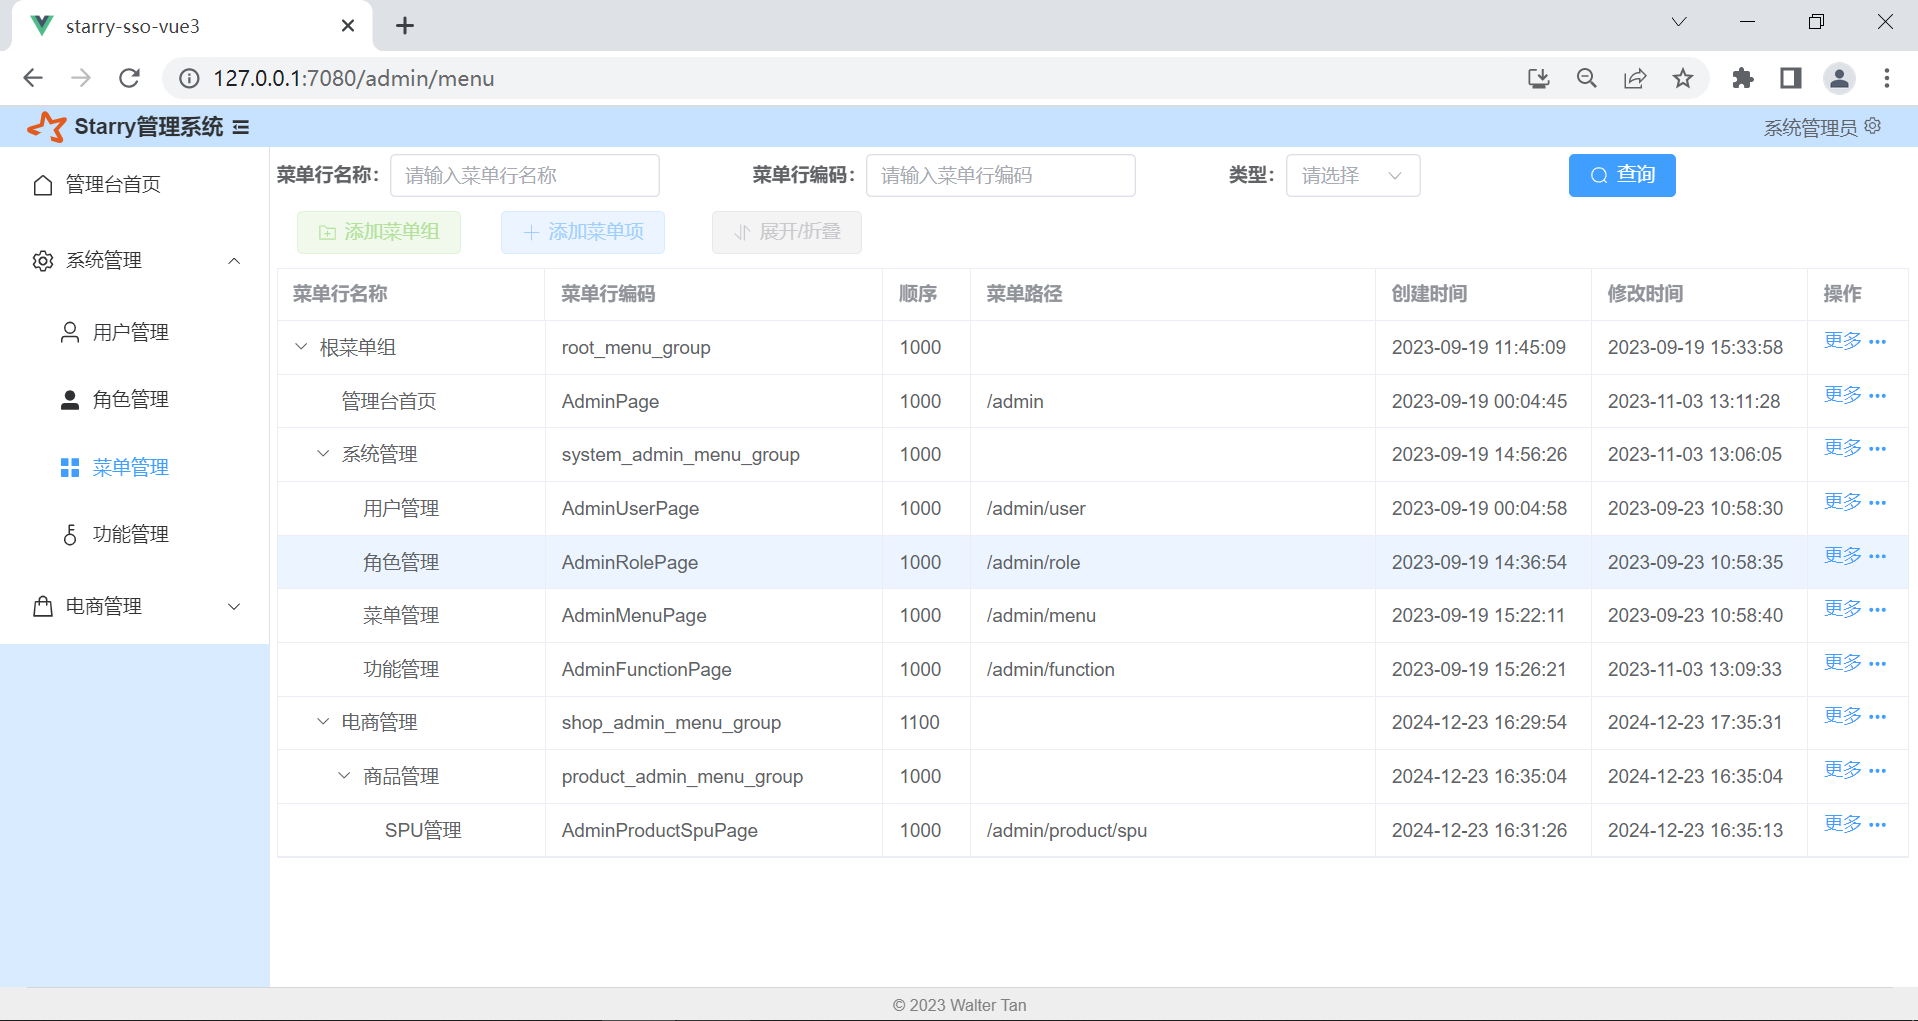 starry-sso-vue3
127.0.0.1:7080/admin/menu
Starry管理系统
系统管理员
管理台首页
系统管理
用户管理
角色管理
菜单管理
功能管理
电商管理
菜单行名称: 请输入菜单行名称 菜单行编码: 请输入菜单行编码 类型: 请选择 查询
添加菜单组 添加菜单项 展开/折叠
菜单行名称 菜单行编码 顺序 菜单路径 创建时间 修改时间 操作
根菜单组 root_menu_group 1000 2023-09-19 11:45:09 2023-09-19 15:33:58 更多
管理台首页 AdminPage 1000 /admin 2023-09-19 00:04:45 2023-11-03 13:11:28 更多
系统管理 system_admin_menu_group 1000 2023-09-19 14:56:26 2023-11-03 13:06:05 更多
用户管理 AdminUserPage 1000 /admin/user 2023-09-19 00:04:58 2023-09-23 10:58:30 更多
角色管理 AdminRolePage 1000 /admin/role 2023-09-19 14:36:54 2023-09-23 10:58:35 更多
菜单管理 AdminMenuPage 1000 /admin/menu 2023-09-19 15:22:11 2023-09-23 10:58:40 更多
功能管理 AdminFunctionPage 1000 /admin/function 2023-09-19 15:26:21 2023-11-03 13:09:33 更多
电商管理 shop_admin_menu_group 1100 2024-12-23 16:29:54 2024-12-23 17:35:31 更多
商品管理 product_admin_menu_group 1000 2024-12-23 16:35:04 2024-12-23 16:35:04 更多
SPU管理 AdminProductSpuPage 1000 /admin/product/spu 2024-12-23 16:31:26 2024-12-23 16:35:13 更多
© 2023 Walter Tan